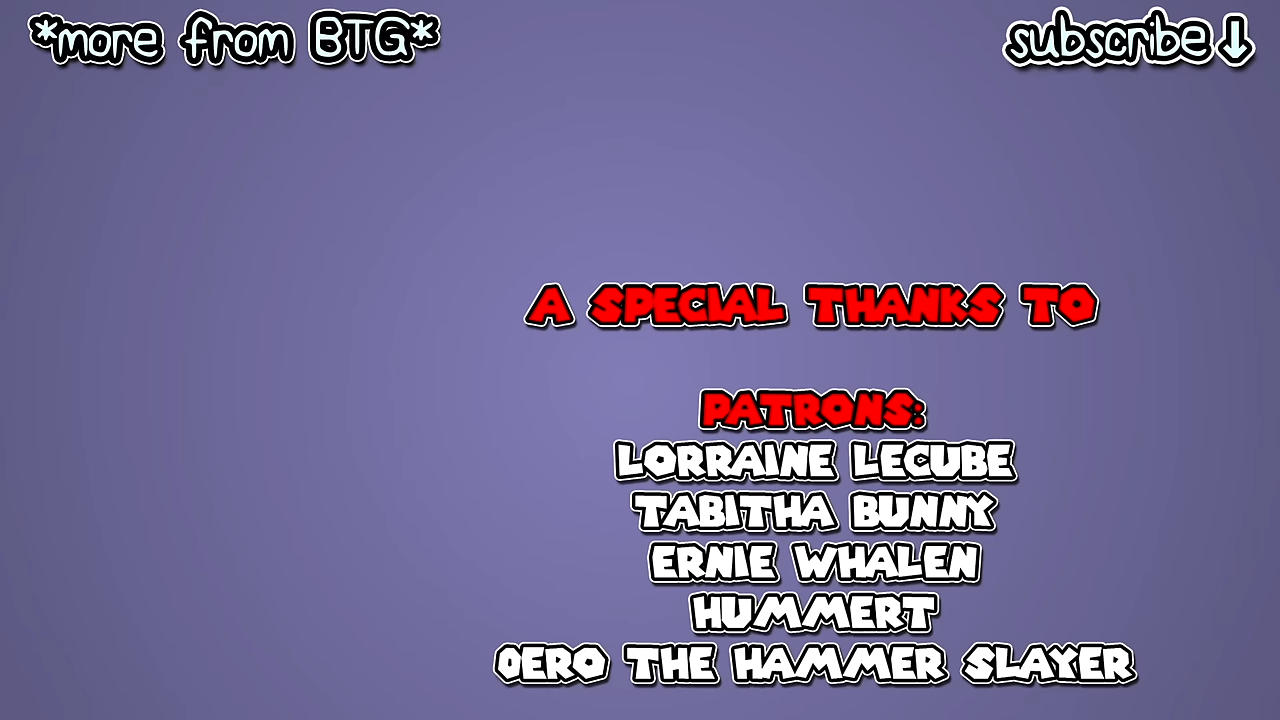 *more from BTG*
subscribe↓
A SPECIAL THANKS TO
PATRONS:
LORRAINE LECUBE
TABITHA BUNNY
ERNIE WHALEN
HUMMERT
0ERO THE HAMMER SLAYER